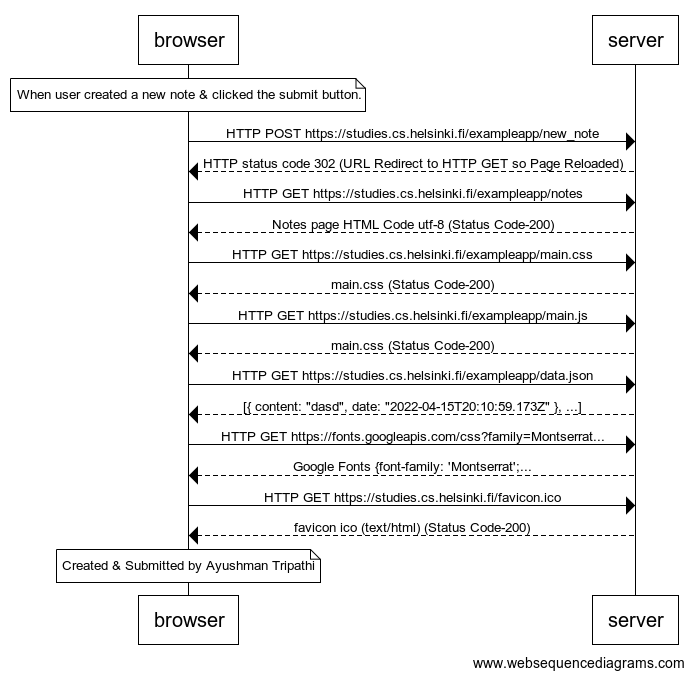 browser
server
When user created a new note & clicked the submit button.
HTTP POST https://studies.cs.helsinki.fi/exampleapp/new_note
HTTP status code 302 (URL Redirect to HTTP GET so Page Reloaded)
HTTP GET https://studies.cs.helsinki.fi/exampleapp/notes
Notes page HTML Code utf-8 (Status Code-200)
HTTP GET https://studies.cs.helsinki.fi/exampleapp/main.css
main.css (Status Code-200)
HTTP GET https://studies.cs.helsinki.fi/exampleapp/main.js
main.css (Status Code-200)
HTTP GET https://studies.cs.helsinki.fi/exampleapp/data.json
[{ content: "dasd", date: "2022-04-15T20:10:59.173Z" }, ...]
HTTP GET https://fonts.googleapis.com/css?family=Montserrat...
Google Fonts {font-family: 'Montserrat';...
HTTP GET https://studies.cs.helsinki.fi/favicon.ico
favicon ico (text/html) (Status Code-200)
Created & Submitted by Ayushman Tripathi
browser
server
www.websequencediagrams.com